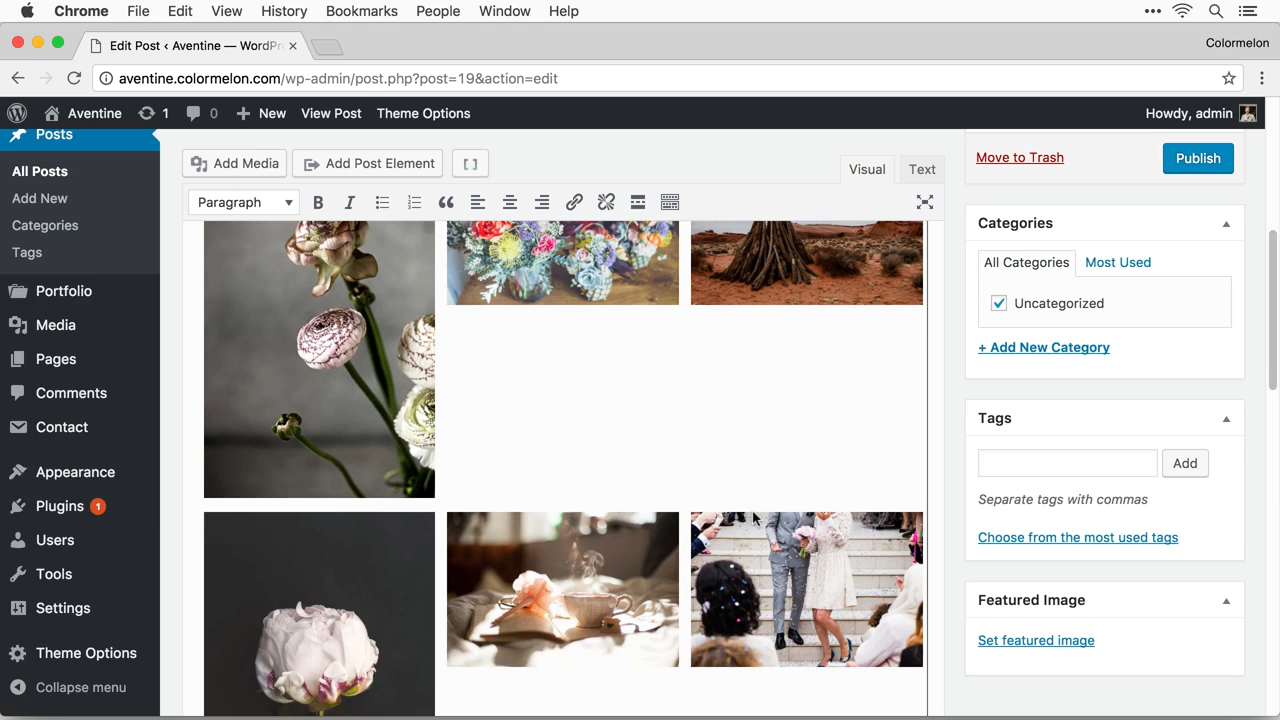 Chrome File Edit View History Bookmarks People Window Help
Edit Post ‹ Aventine — WordPr
Colormelon
aventine.colormelon.com/wp-admin/post.php?post=19&action=edit
Aventine 1 0 New View Post Theme Options Howdy, admin
Posts
All Posts
Add New
Categories
Tags
Portfolio
Media
Pages
Comments
Contact
Appearance
Plugins 1
Users
Tools
Settings
Theme Options
Collapse menu
Add Media Add Post Element [ ]
Visual Text
Paragraph B I
Move to Trash Publish
Categories
All Categories Most Used
Uncategorized
+ Add New Category
Tags
Add
Separate tags with commas
Choose from the most used tags
Featured Image
Set featured image